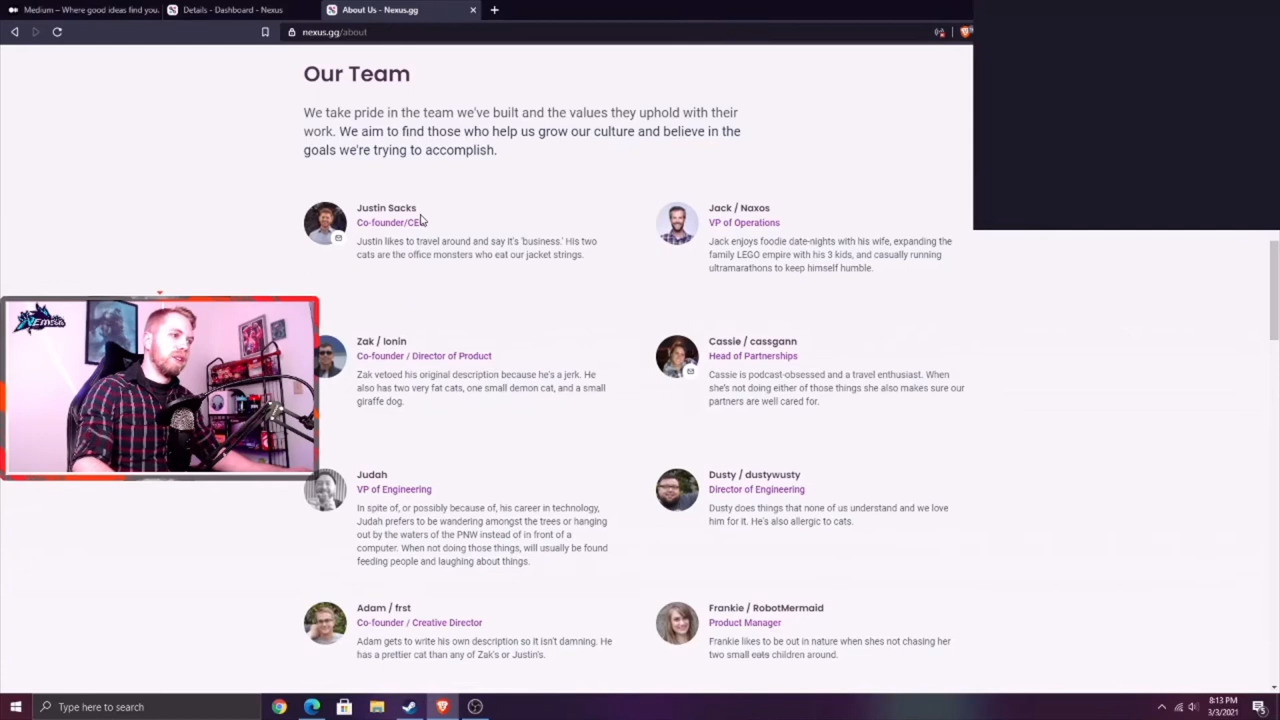 Medium – Where good ideas find you.
Details - Dashboard - Nexus
About Us - Nexus.gg
nexus.gg/about
Our Team
We take pride in the team we've built and the values they uphold with their
work. We aim to find those who help us grow our culture and believe in the
goals we're trying to accomplish.
Justin Sacks
Co-founder/CE
Justin likes to travel around and say it's 'business.' His two
cats are the office monsters who eat our jacket strings.
Jack / Naxos
VP of Operations
Jack enjoys foodie date-nights with his wife, expanding the
family LEGO empire with his 3 kids, and casually running
ultramarathons to keep himself humble.
Zak / Ionin
Co-founder / Director of Product
Zak vetoed his original description because he's a jerk. He
also has two very fat cats, one small demon cat, and a small
giraffe dog.
Cassie / cassgann
Head of Partnerships
Cassie is podcast-obsessed and a travel enthusiast. When
she's not doing either of those things she also makes sure our
partners are well cared for.
Judah
VP of Engineering
In spite of, or possibly because of, his career in technology,
Judah prefers to be wandering amongst the trees or hanging
out by the waters of the PNW instead of in front of a
computer. When not doing those things, will usually be found
feeding people and laughing about things.
Dusty / dustywusty
Director of Engineering
Dusty does things that none of us understand and we love
him for it. He's also allergic to cats.
Adam / frst
Co-founder / Creative Director
Adam gets to write his own description so it isn't damning. He
has a prettier cat than any of Zak's or Justin's.
Frankie / RobotMermaid
Product Manager
Frankie likes to be out in nature when shes not chasing her
two small cats children around.
Type here to search
8:13 PM
3/3/2021